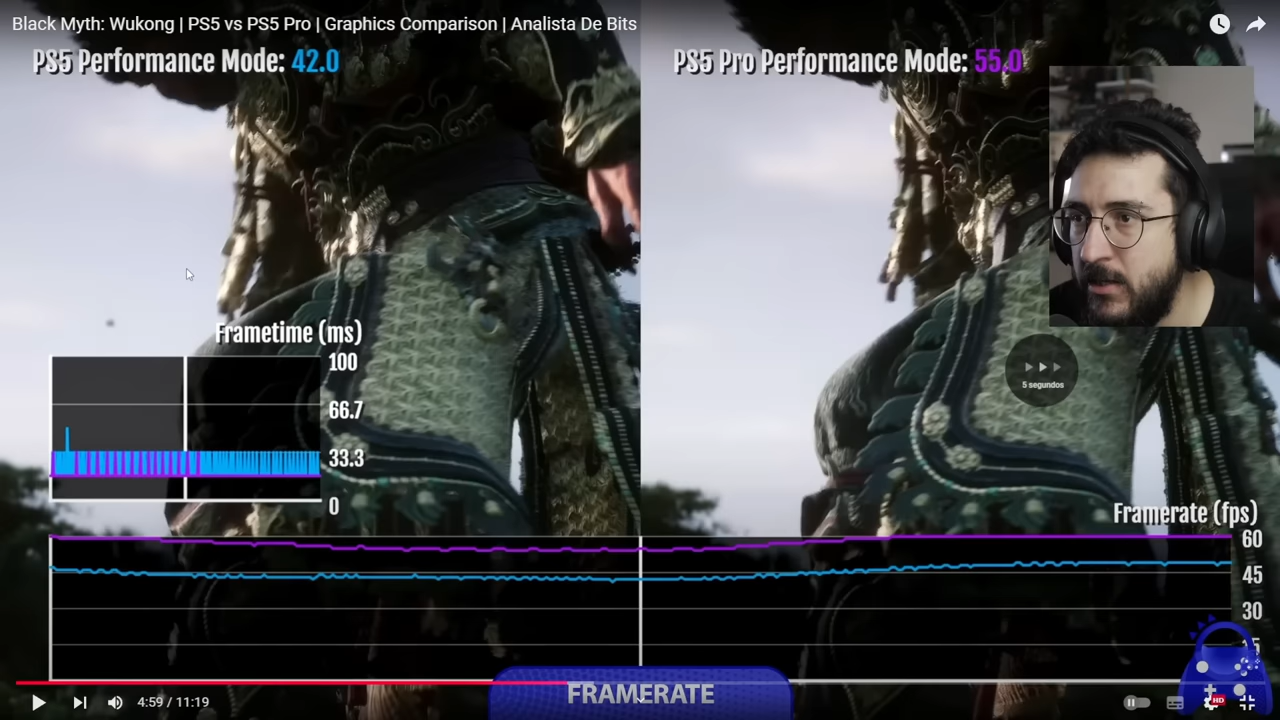 Black Myth: Wukong | PS5 vs PS5 Pro | Graphics Comparison | Analista De Bits
PS5 Performance Mode: 42.0
PS5 Pro Performance Mode: 55.0
Frametime (ms)
100
66.7
33.3
0
5 segundos
Framerate (fps)
60
45
30
15
FRAMERATE
4:59 / 11:19
HD